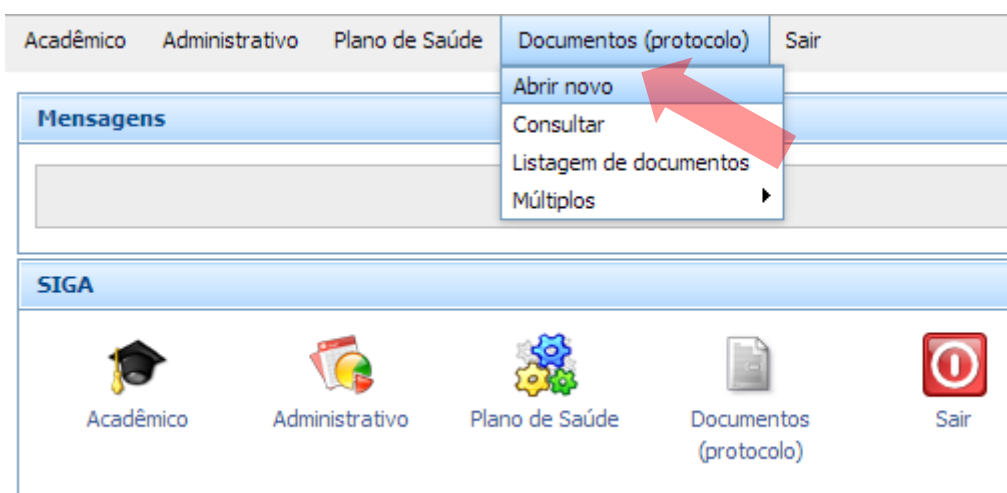 Acadêmico Administrativo Plano de Saúde Documentos (protocolo) Sair
Abrir novo
Mensagens
Consultar
Listagem de documentos
Múltiplos
SIGA
Acadêmico Administrativo Plano de Saúde Documentos (protocolo) Sair